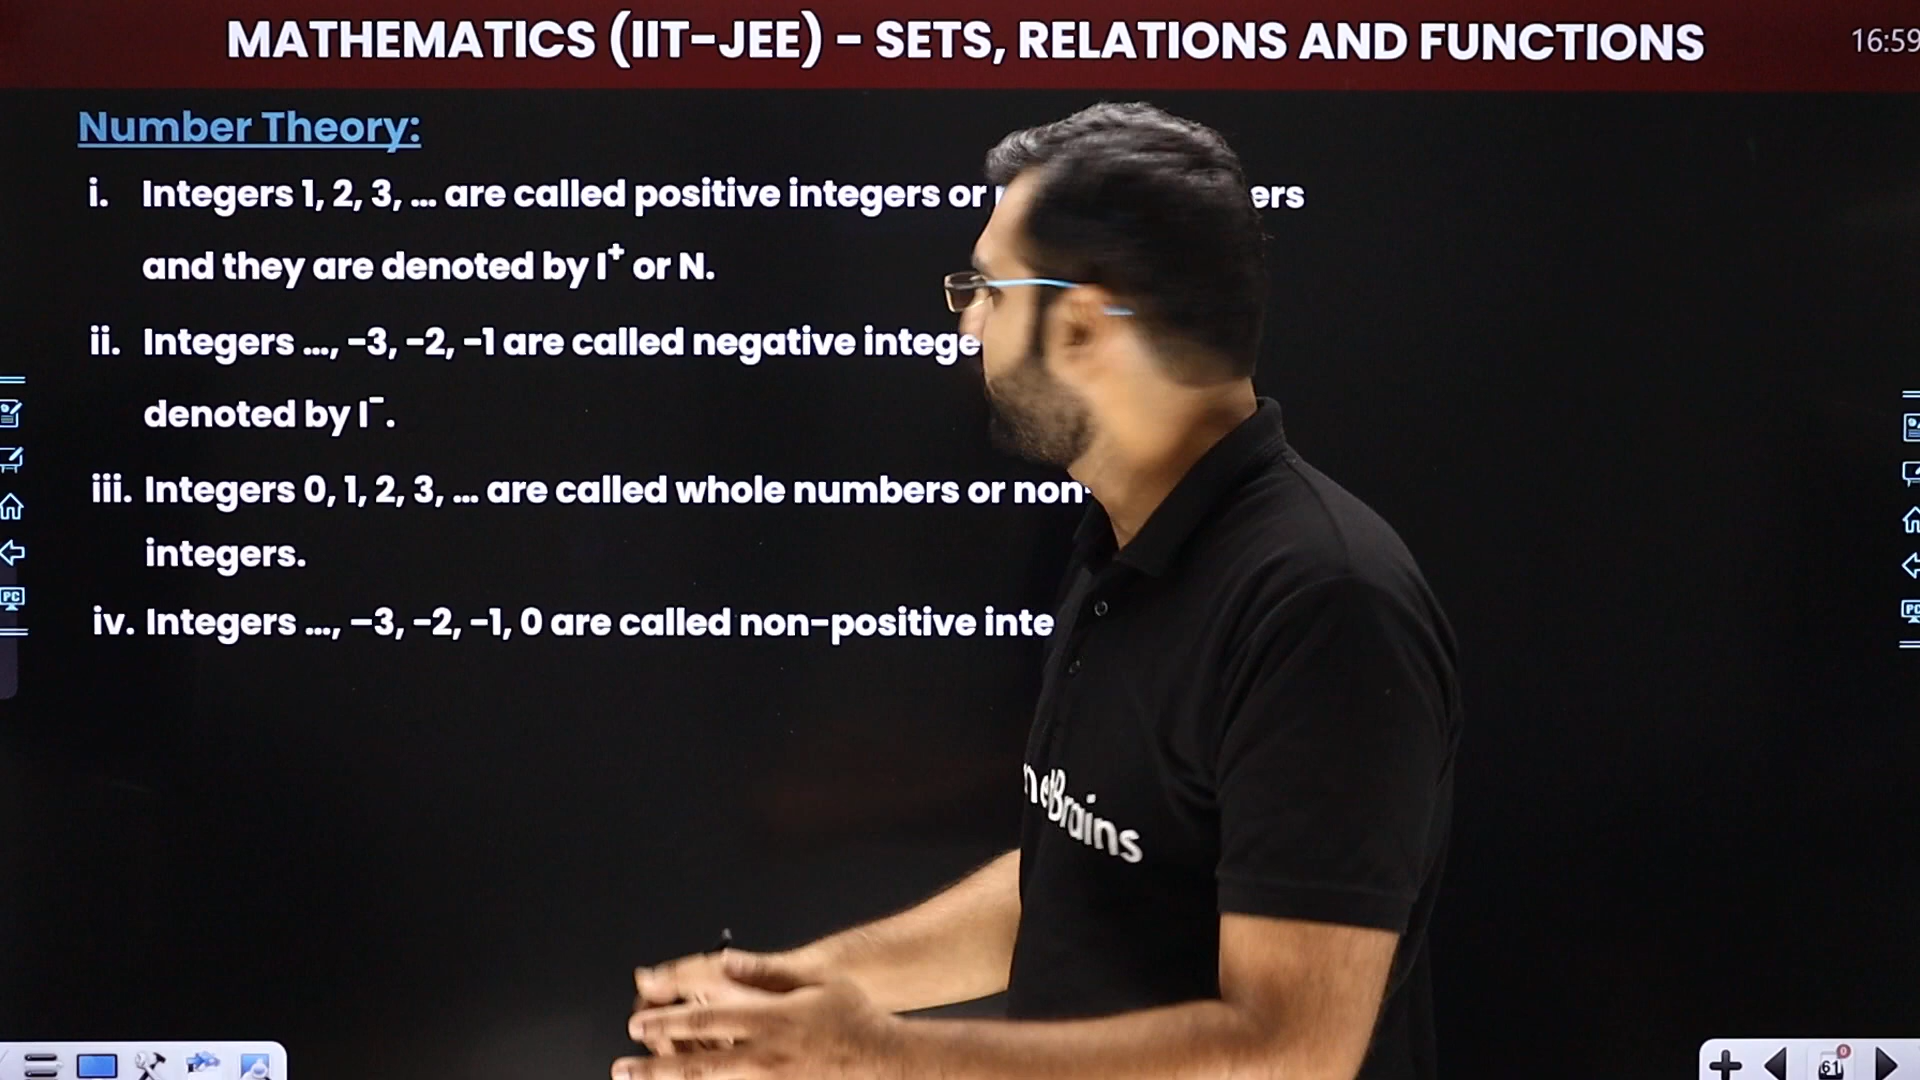 MATHEMATICS (IIT-JEE) - SETS, RELATIONS AND FUNCTIONS
16:59
Number Theory:
i. Integers 1, 2, 3, ... are called positive integers or
and they are denoted by I⁺ or N.
ii. Integers ..., -3, -2, -1 are called negative
denoted by I⁻.
iii. Integers 0, 1, 2, 3, ... are called whole numbers or non-
integers.
iv. Integers ..., -3, -2, -1, 0 are called non-positive
Brains
PC
PC
61
0